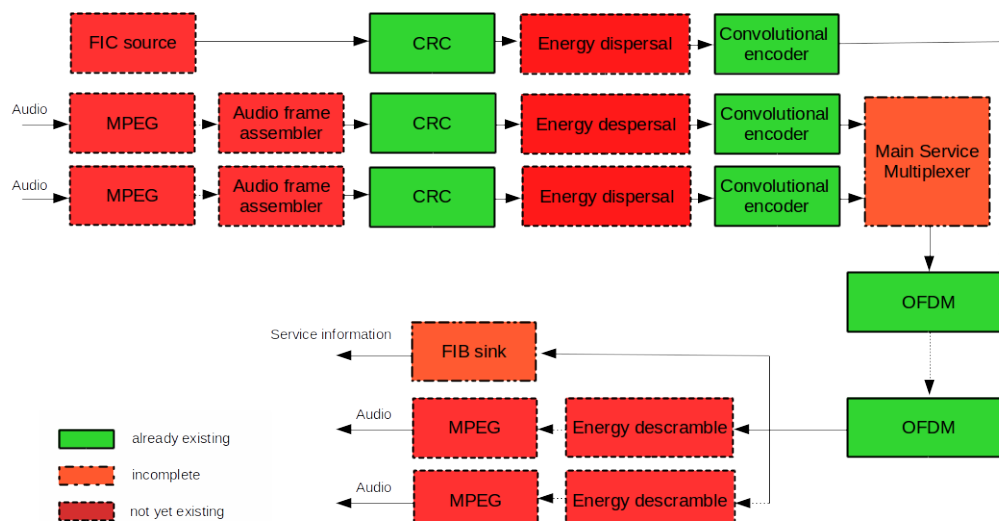 FIC source
CRC
Energy dispersal
Convolutional
encoder
Audio
MPEG
Audio frame
assembler
CRC
Energy despersal
Convolutional
encoder
Main Service
Multiplexer
Audio
MPEG
Audio frame
assembler
CRC
Energy dispersal
Convolutional
encoder
OFDM
Service information
FIB sink
Audio
MPEG
Energy descramble
OFDM
Audio
MPEG
Energy descramble
already existing
incomplete
not yet existing